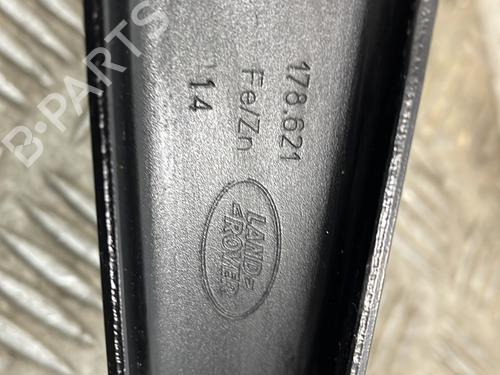 178.621
Fe/Zn
14
LAND
ROVER
B-PARTS